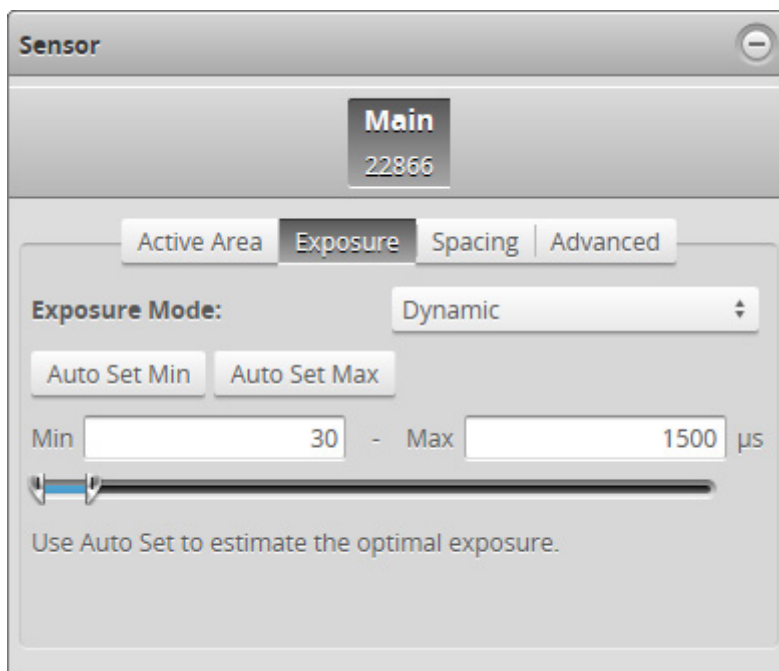 Sensor
Main
22866
Active Area Exposure Spacing Advanced
Exposure Mode: Dynamic
Auto Set Min Auto Set Max
Min 30 - Max 1500 µs
Use Auto Set to estimate the optimal exposure.